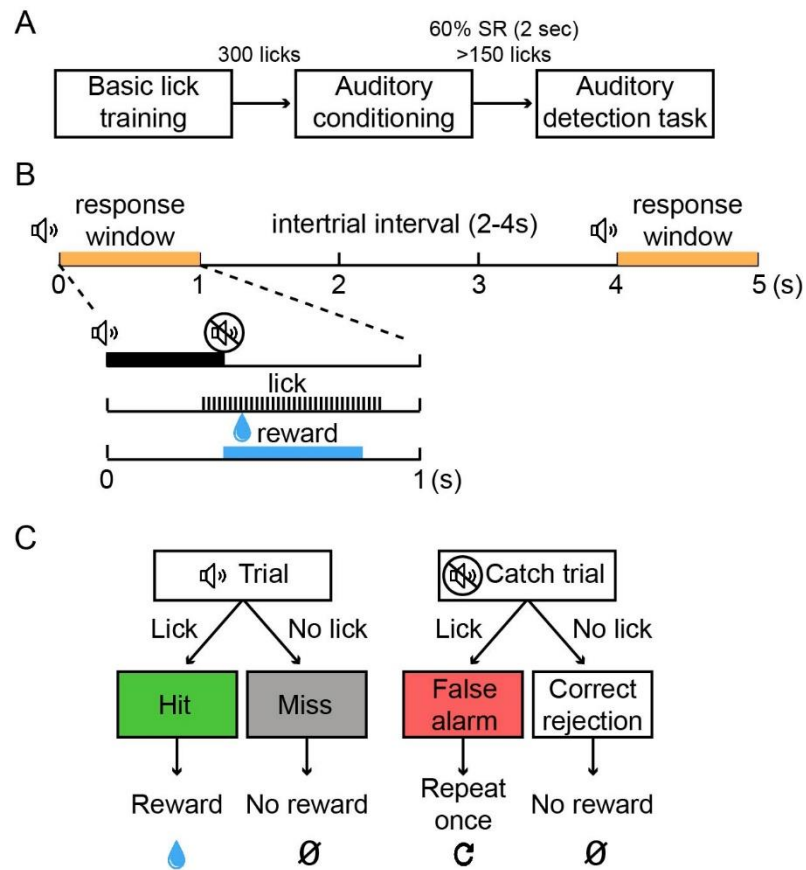 A
300 licks
60% SR (2 sec)
>150 licks
Basic lick
training
Auditory
conditioning
Auditory
detection task
B
response
window
intertrial interval (2-4s)
response
window
0 1 2 3 4 5 (s)
lick
reward
0 1 (s)
C
Trial
Catch trial
Lick No lick Lick No lick
Hit
Miss
False
alarm
Correct
rejection
Reward
No reward
Repeat
once
No reward
Ø Ø